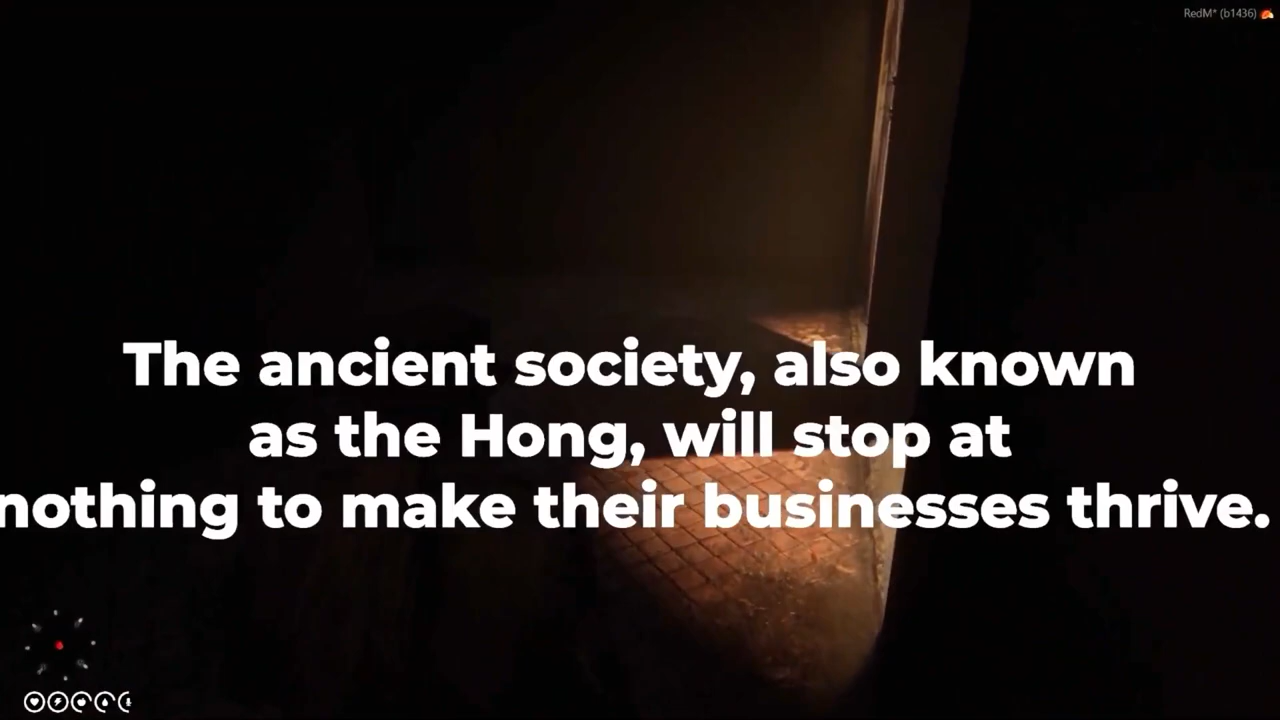 RedM* (b1436)
The ancient society, also known
as the Hong, will stop at
nothing to make their businesses thrive.